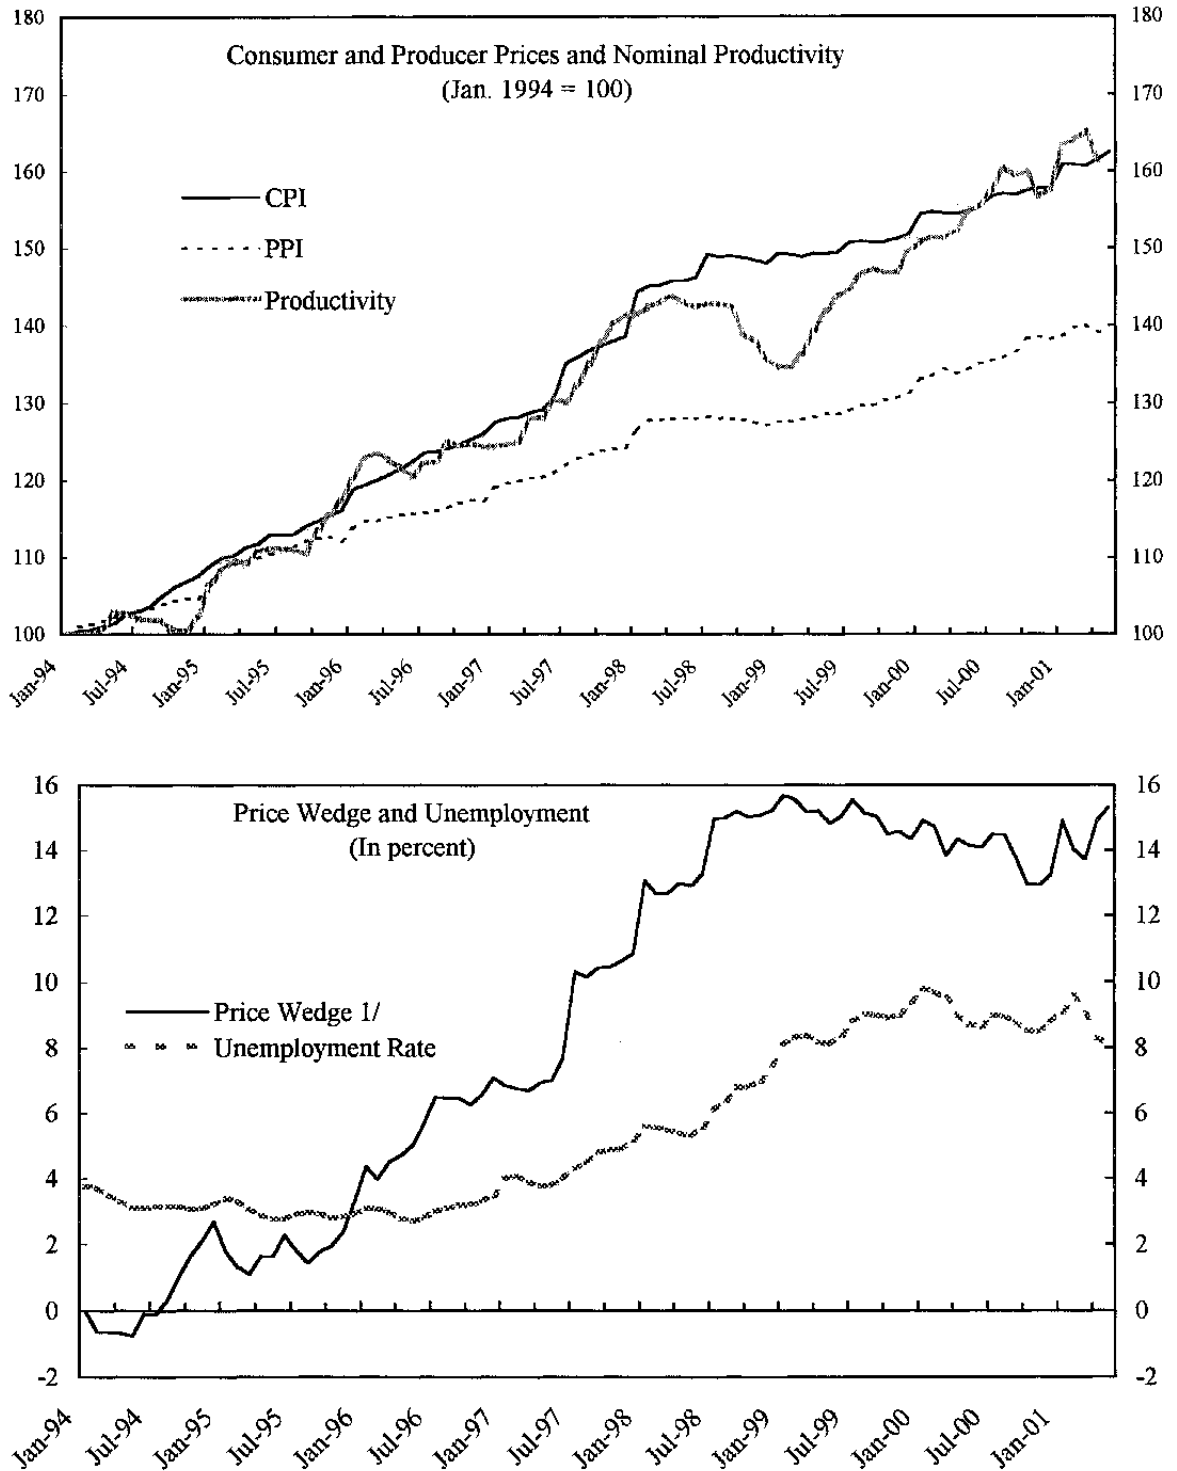 Consumer and Producer Prices and Nominal Productivity
(Jan. 1994 = 100)
CPI
PPI
Productivity
180
170
160
150
140
130
120
110
100
180
170
160
150
140
130
120
110
100
Jan-94
Jul-94
Jan-95
Jul-95
Jan-96
Jul-96
Jan-97
Jul-97
Jan-98
Jul-98
Jan-99
Jul-99
Jan-00
Jul-00
Jan-01
Price Wedge and Unemployment
(In percent)
Price Wedge 1/
Unemployment Rate
16
14
12
10
8
6
4
2
0
-2
16
14
12
10
8
6
4
2
0
-2
Jan-94
Jul-94
Jan-95
Jul-95
Jan-96
Jul-96
Jan-97
Jul-97
Jan-98
Jul-98
Jan-99
Jul-99
Jan-00
Jul-00
Jan-01